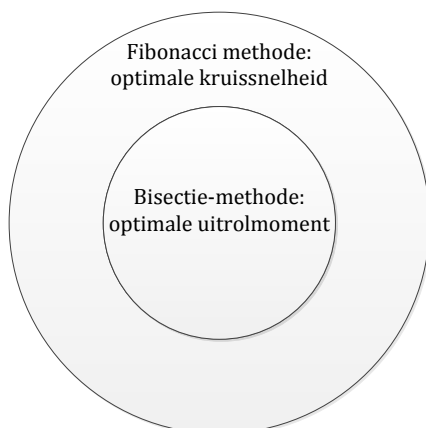 Fibonacci methode:
optimale kruissnelheid
Bisectie-methode:
optimale uitrolmoment